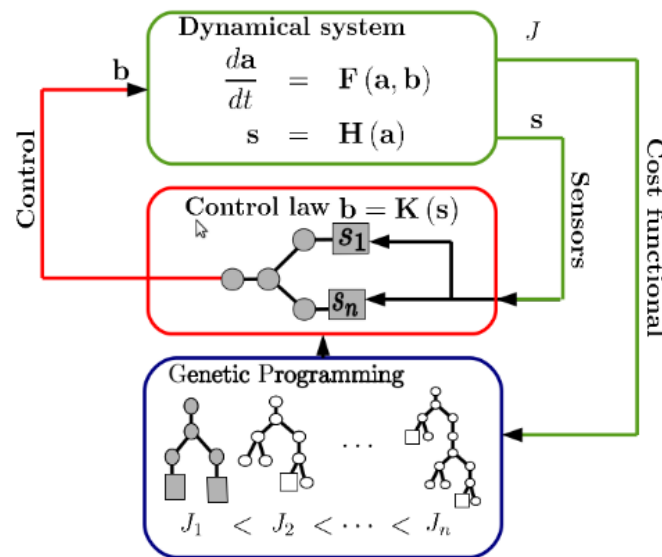 Dynamical system
J
da/dt = F (a, b)
b
s = H (a)
s
Control
Sensors
Cost functional
Control law b = K (s)
s₁
sₙ
Genetic Programming
· · ·
J₁ < J₂ < · · · < Jₙ